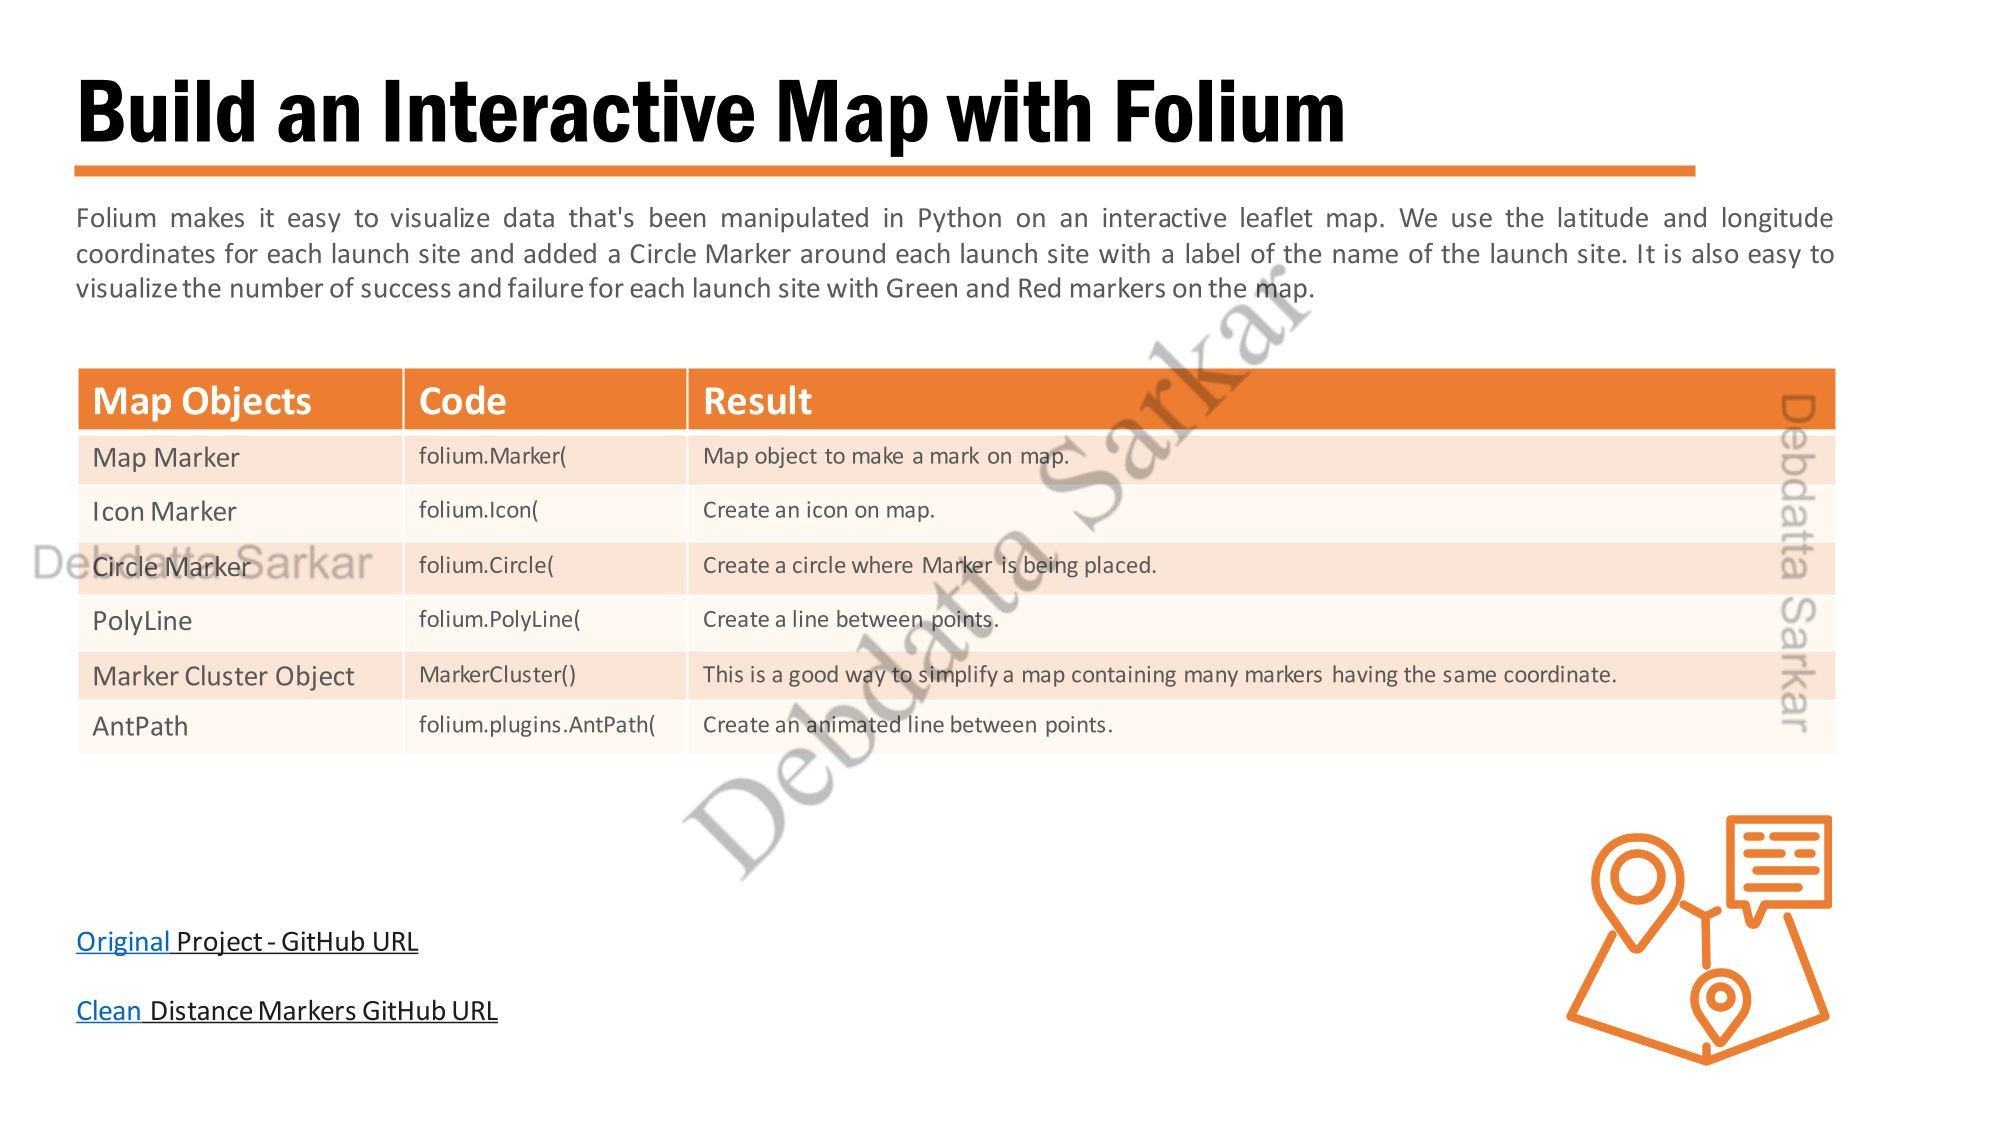 Build an Interactive Map with Folium
Folium makes it easy to visualize data that's been manipulated in Python on an interactive leaflet map. We use the latitude and longitude
coordinates for each launch site and added a Circle Marker around each launch site with a label of the name of the launch site. It is also easy to
visualize the number of success and failure for each launch site with Green and Red markers on the map.
Map Objects Code Result
Map Marker folium.Marker( Map object to make a mark on map.
Icon Marker folium.Icon( Create an icon on map.
Circle Marker folium.Circle( Create a circle where Marker is being placed.
PolyLine folium.PolyLine( Create a line between points.
Marker Cluster Object MarkerCluster() This is a good way to simplify a map containing many markers having the same coordinate.
AntPath folium.plugins.AntPath( Create an animated line between points.
Debdatta Sarkar
Debdatta Sarkar
Debdatta Sarkar
Original Project - GitHub URL
Clean Distance Markers GitHub URL